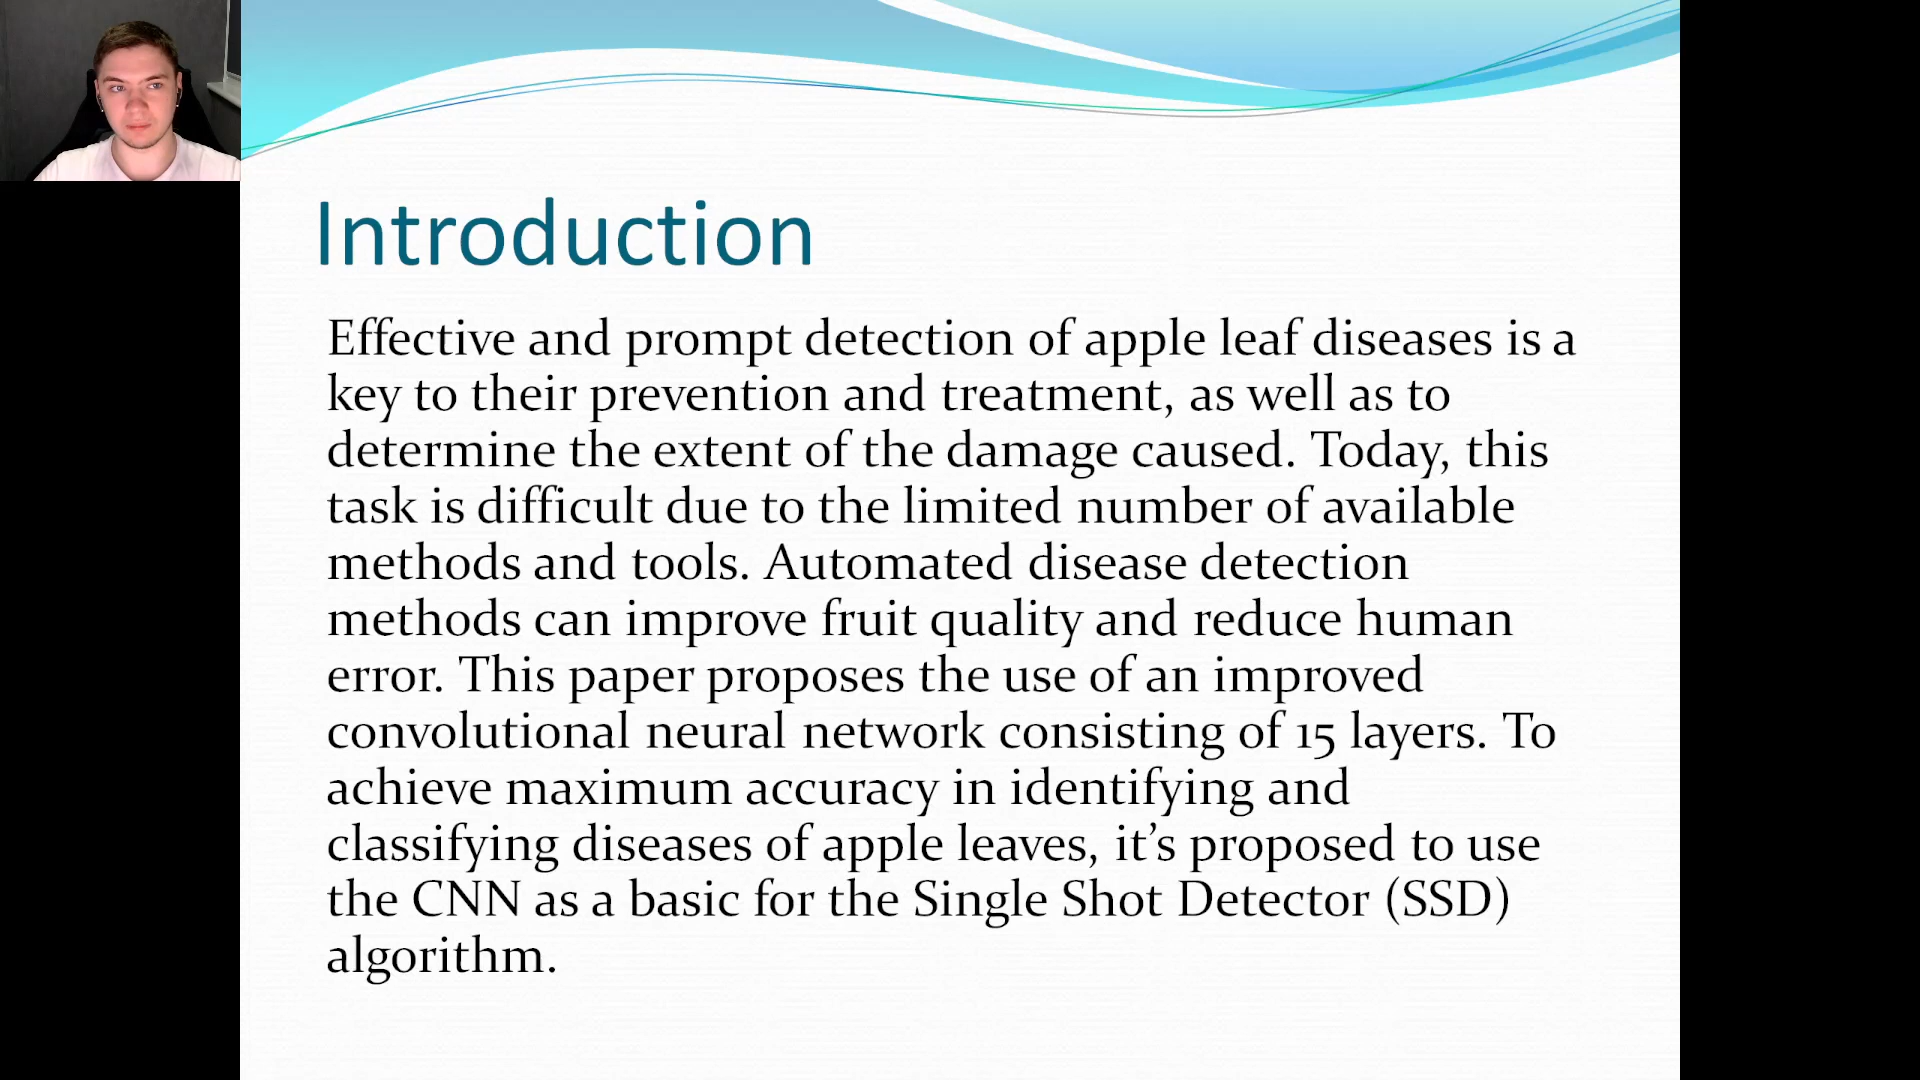 Introduction
Effective and prompt detection of apple leaf diseases is a
key to their prevention and treatment, as well as to
determine the extent of the damage caused. Today, this
task is difficult due to the limited number of available
methods and tools. Automated disease detection
methods can improve fruit quality and reduce human
error. This paper proposes the use of an improved
convolutional neural network consisting of 15 layers. To
achieve maximum accuracy in identifying and
classifying diseases of apple leaves, it’s proposed to use
the CNN as a basic for the Single Shot Detector (SSD)
algorithm.